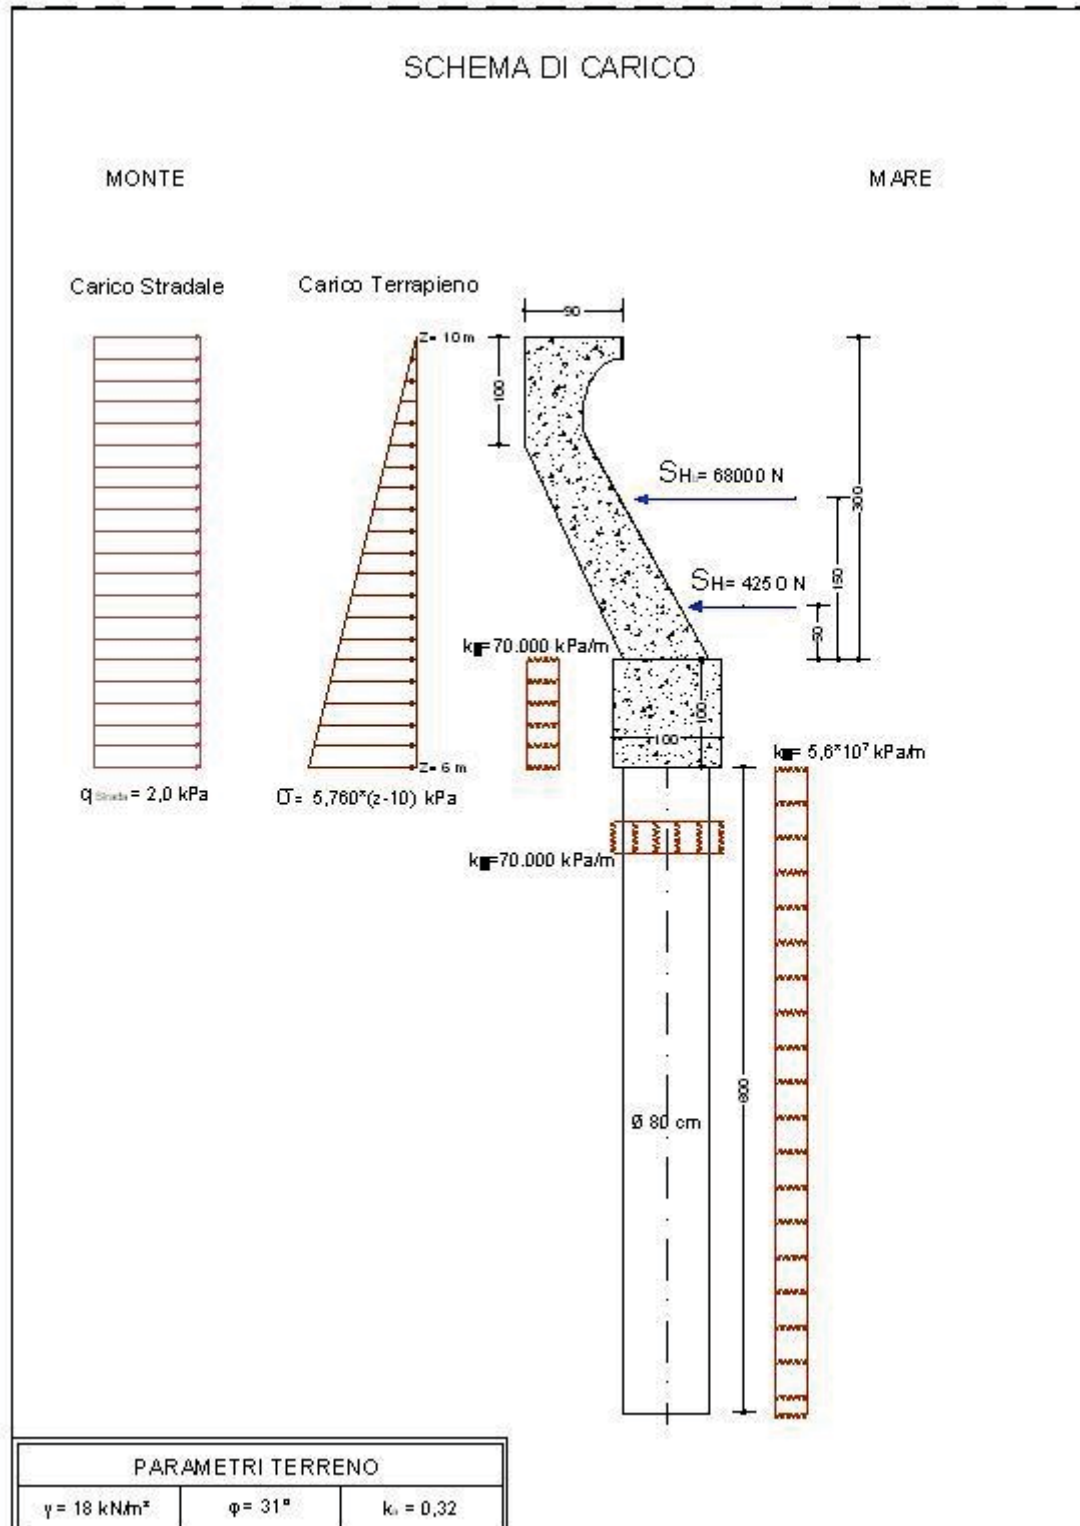 SCHEMA DI CARICO
MONTE
MARE
Carico Stradale
Carico Terrapieno
90
Z= 10 m
100
SH= 68000 N
300
150
SH= 4250 N
50
k=70.000 kPa/m
100
100
k= 5,6*10⁷ kPa/m
Z= 6 m
q Strada = 2,0 kPa
σ= 5,760*(z-10) kPa
k=70.000 kPa/m
Ø 80 cm
PARAMETRI TERRENO
γ = 18 kN/m³
φ= 31°
k = 0,32